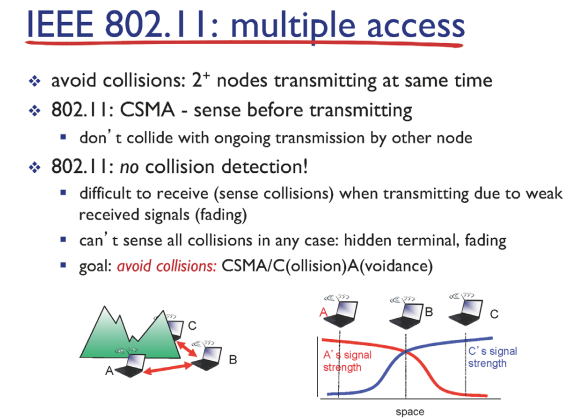 IEEE 802.11: multiple access
avoid collisions: 2⁺ nodes transmitting at same time
802.11: CSMA - sense before transmitting
don't collide with ongoing transmission by other node
802.11: no collision detection!
difficult to receive (sense collisions) when transmitting due to weak
received signals (fading)
can't sense all collisions in any case: hidden terminal, fading
goal: avoid collisions: CSMA/C(ollision)A(voidance)
C
B
A
A
B
C
A's signal
strength
C's signal
strength
space